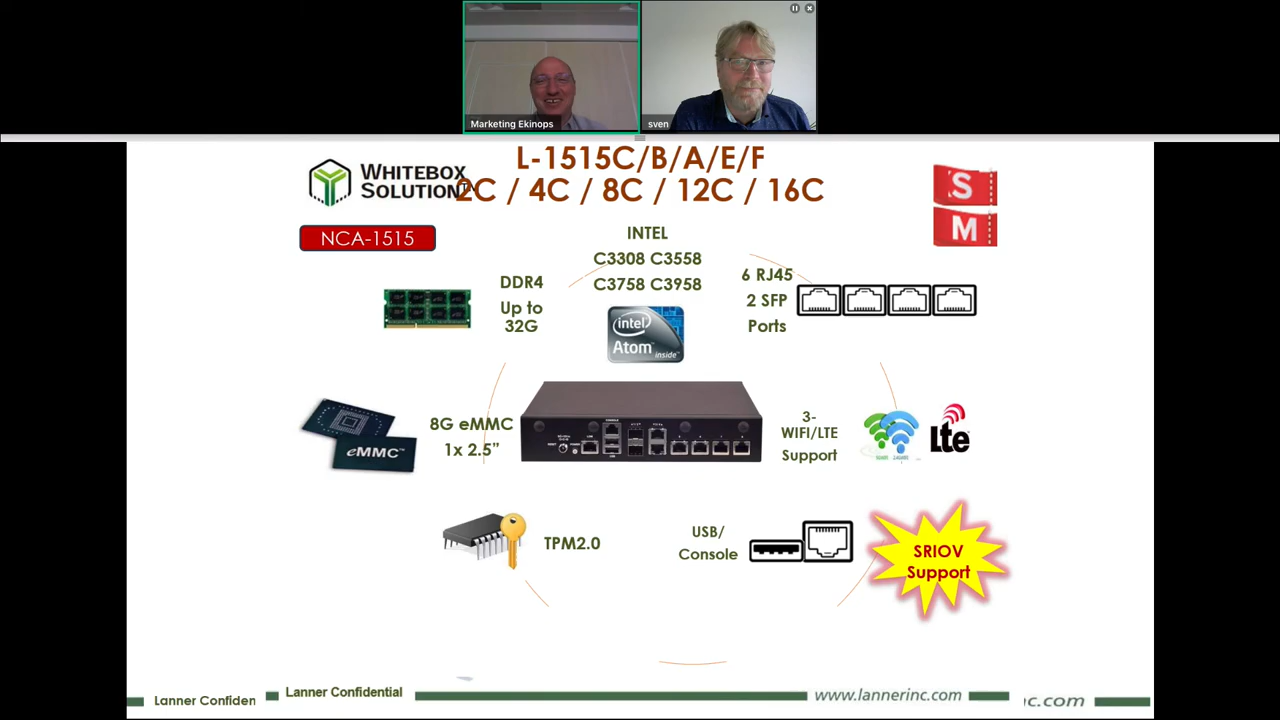 Marketing Ekinops
sven
WHITEBOX
SOLUTION
L-1515C/B/A/E/F
2C / 4C / 8C / 12C / 16C
S
M
NCA-1515
INTEL
C3308 C3558
C3758 C3958
DDR4
Up to
32G
6 RJ45
2 SFP
Ports
intel
Atom
inside
8G eMMC
1x 2.5”
eMMC™
3-
WIFI/LTE
Support
Lte
TPM2.0
USB/
Console
SRIOV
Support
Lanner Confiden
Lanner Confidential
www.lannerinc.com
nc.com